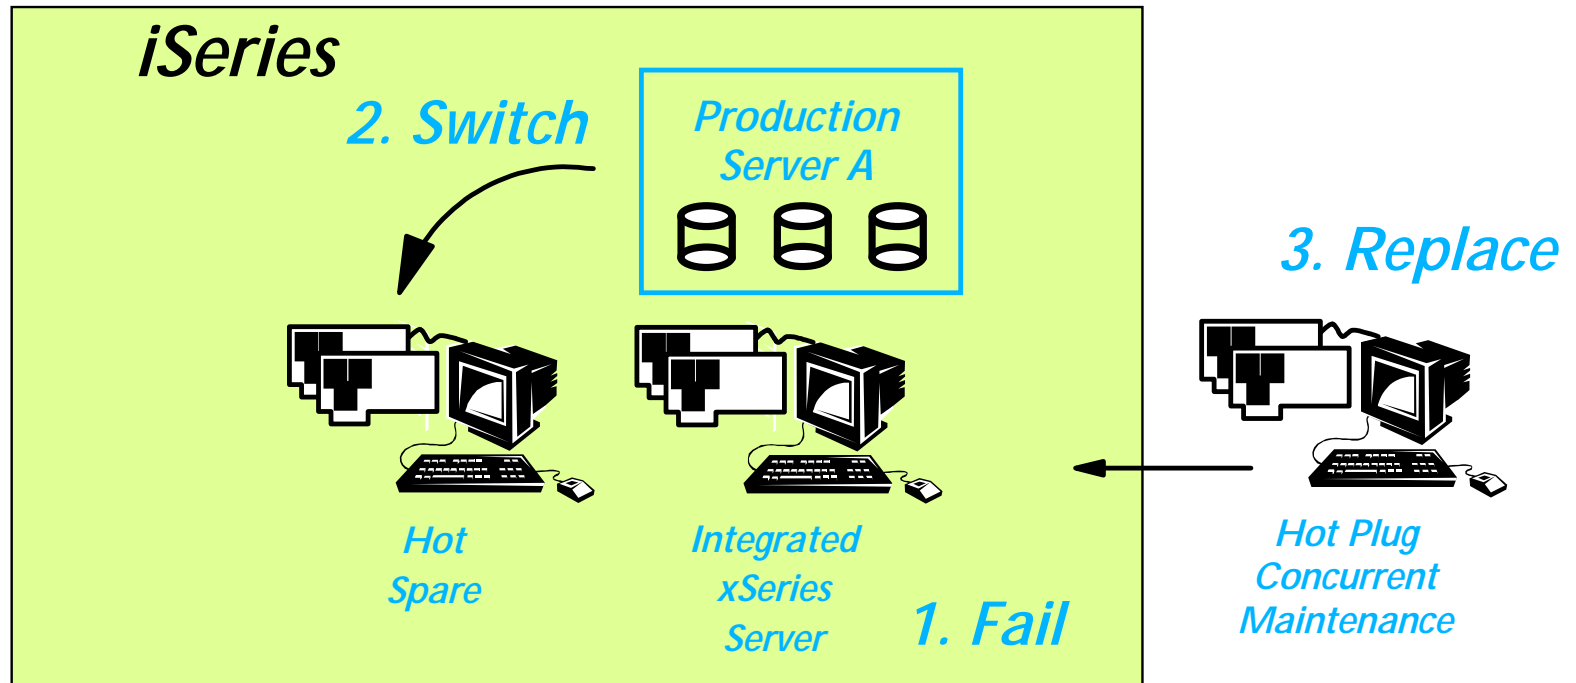 iSeries
2. Switch
Production
Server A
3. Replace
Hot
Spare
Integrated
xSeries
Server
1. Fail
Hot Plug
Concurrent
Maintenance